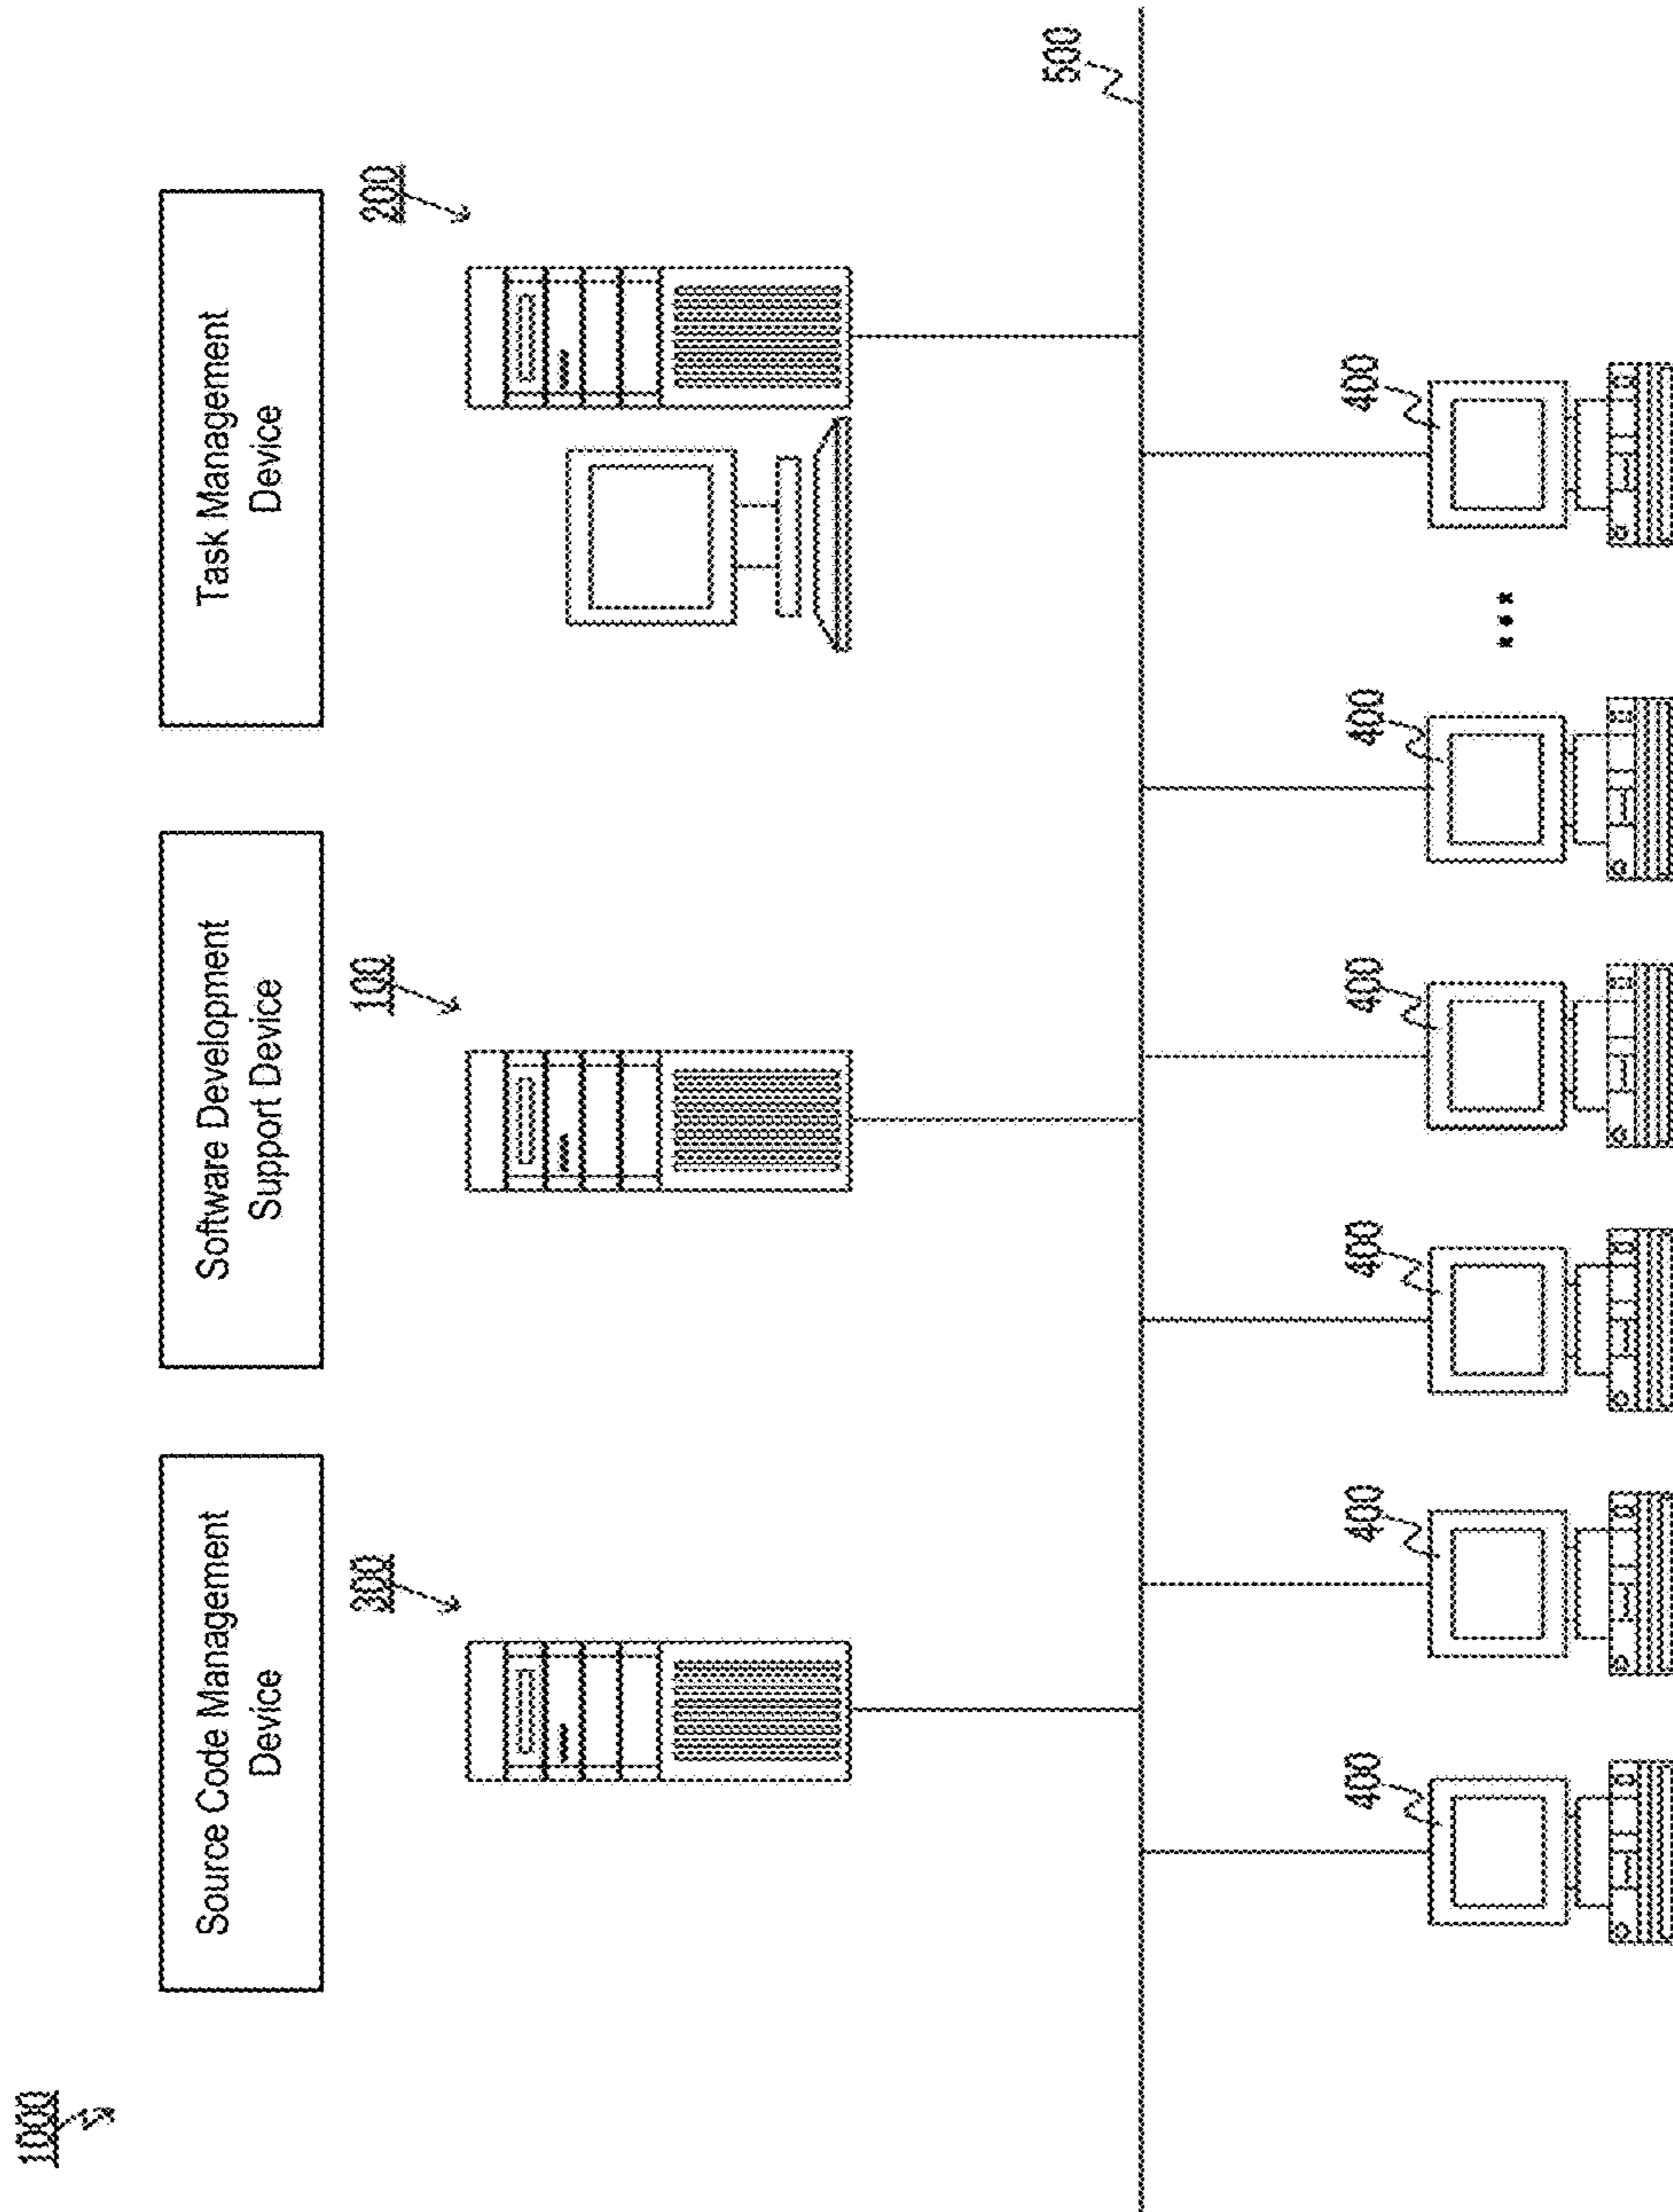 1000
Source Code Management
Device
Software Development
Support Device
Task Management
Device
300
100
200
500
400
400
400
400
400
400